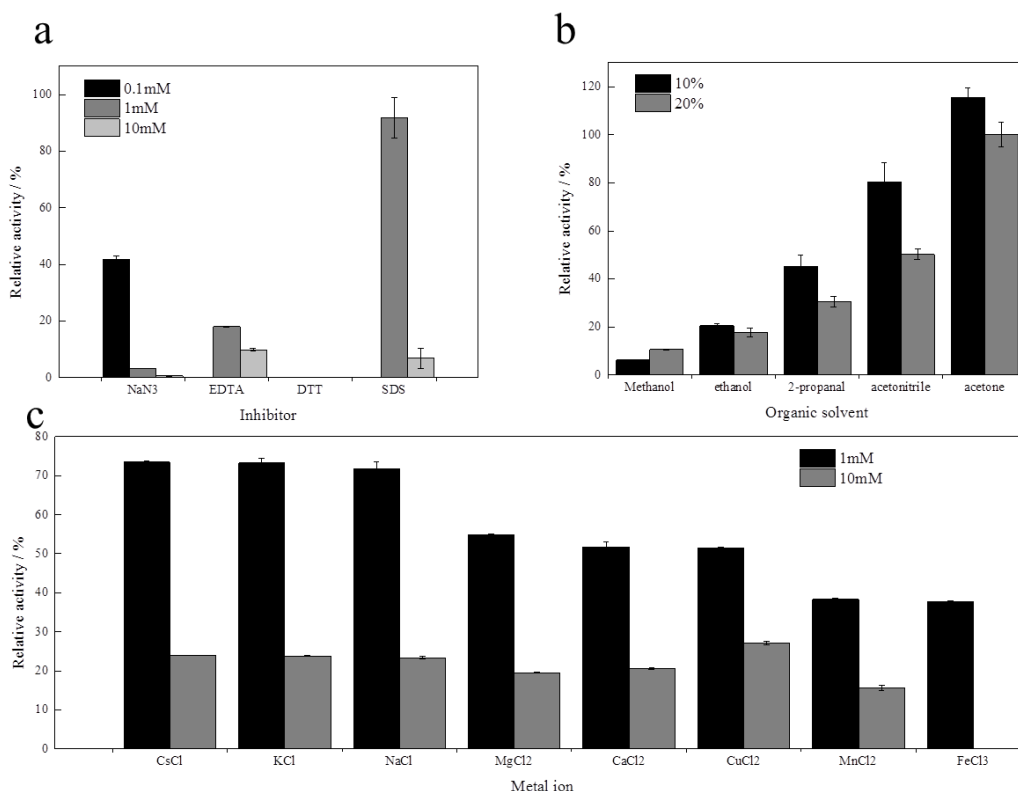 a
0.1mM
1mM
10mM
100
80
60
40
20
0
Relative activity / %
NaN3 EDTA DTT SDS
Inhibitor
b
10%
20%
120
100
80
60
40
20
0
Relative activity / %
Methanol ethanol 2-propanal acetonitrile acetone
Organic solvent
c
1mM
10mM
80
70
60
50
40
30
20
10
0
Relative activity / %
CsCl KCl NaCl MgCl2 CaCl2 CuCl2 MnCl2 FeCl3
Metal ion